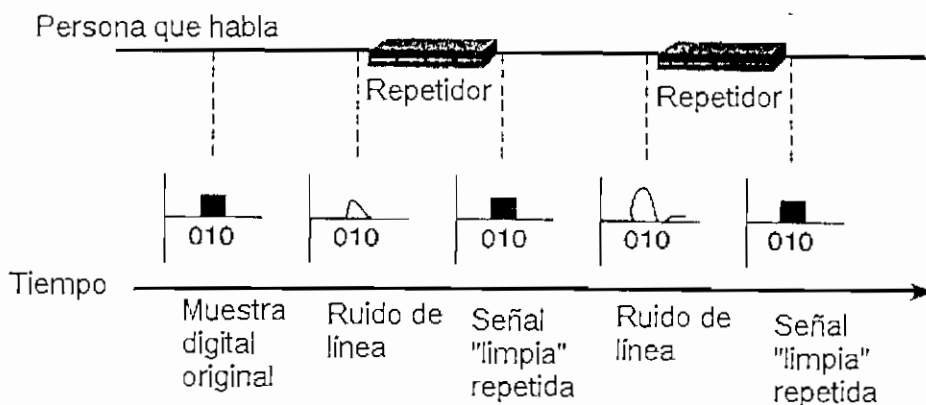 Persona que habla
Repetidor
Repetidor
010
010
010
010
010
Tiempo
Muestra
digital
original
Ruido de
línea
Señal
"limpia"
repetida
Ruido de
línea
Señal
"limpia"
repetida